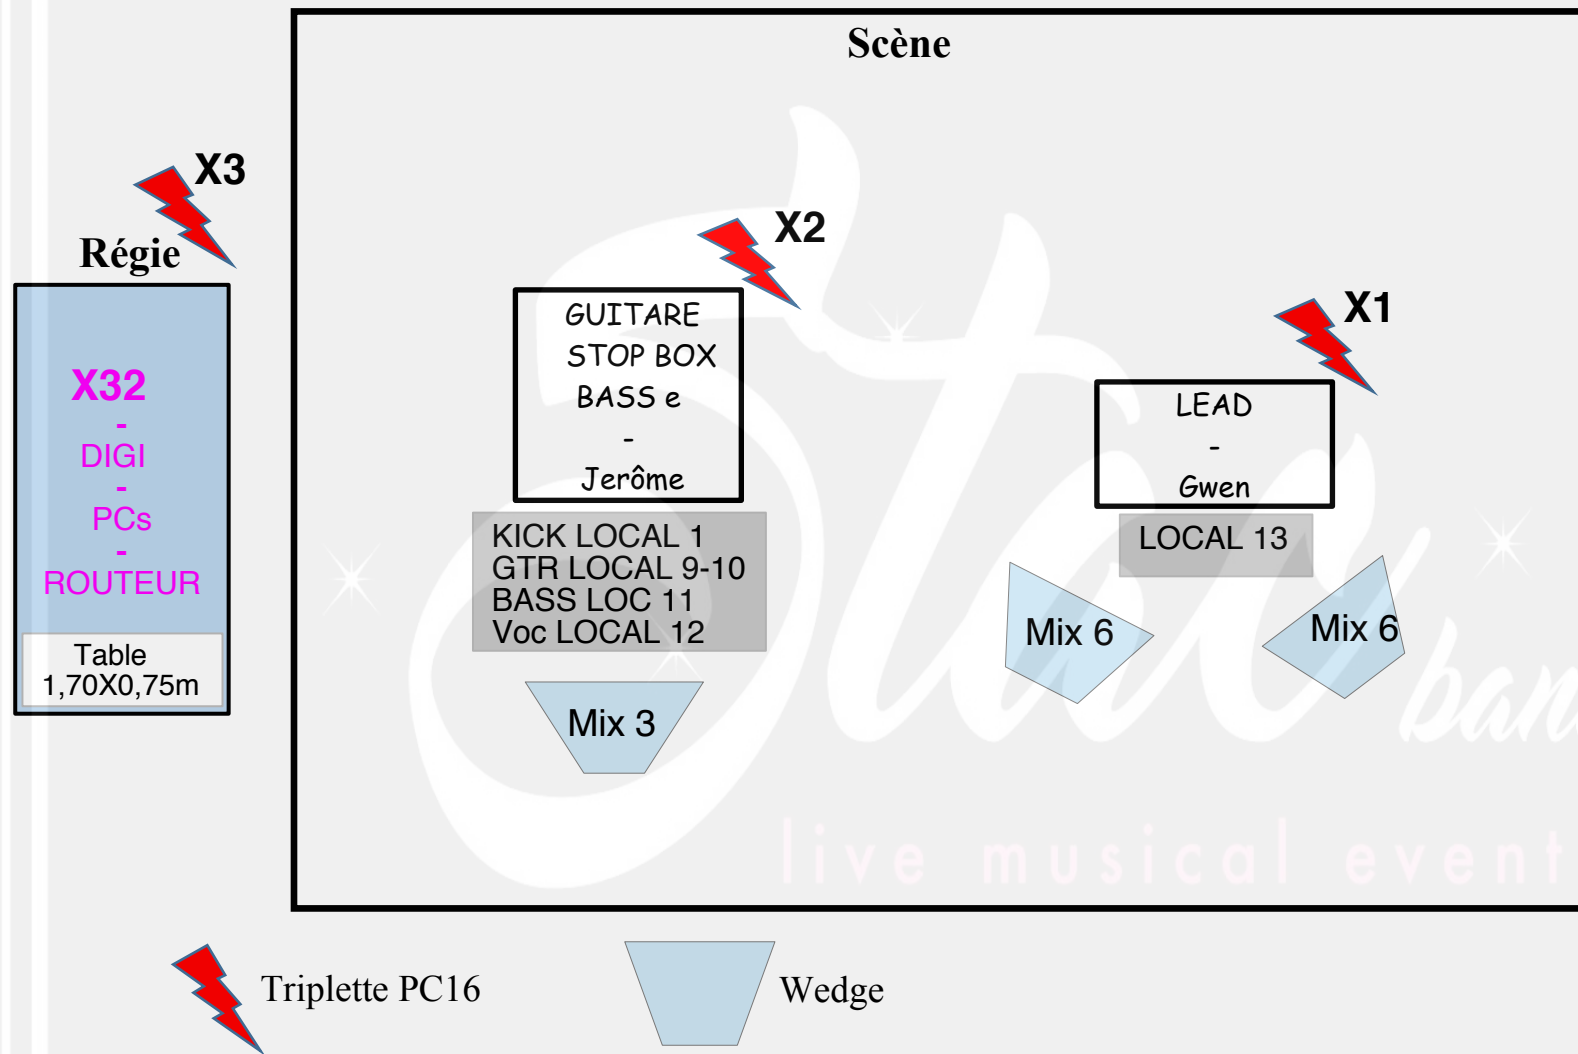 Scène
X3
Régie
X32
-
DIGI
-
PCs
-
ROUTEUR
Table
1,70X0,75m
X2
GUITARE
STOP BOX
BASS e
-
Jerôme
KICK LOCAL 1
GTR LOCAL 9-10
BASS LOC 11
Voc LOCAL 12
Mix 3
X1
LEAD
-
Gwen
LOCAL 13
Mix 6
Mix 6
Star
ban
live musical event
Triplette PC16
Wedge